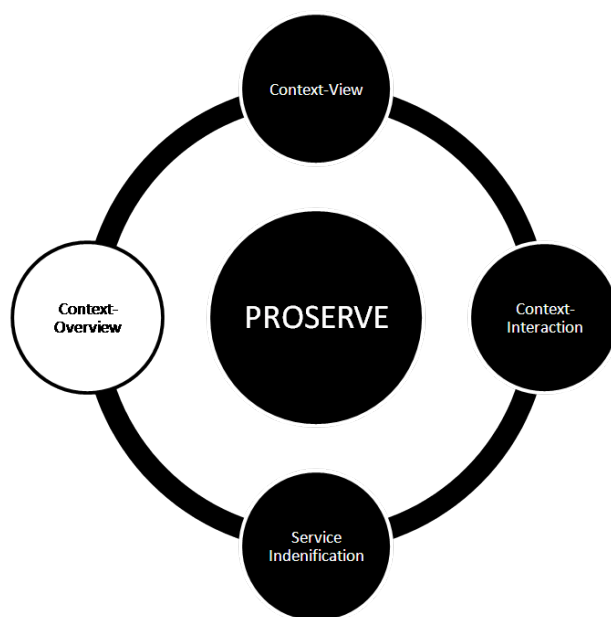 Context-View
Context-
Overview
PROSERVE
Context-
Interaction
Service
Indenification